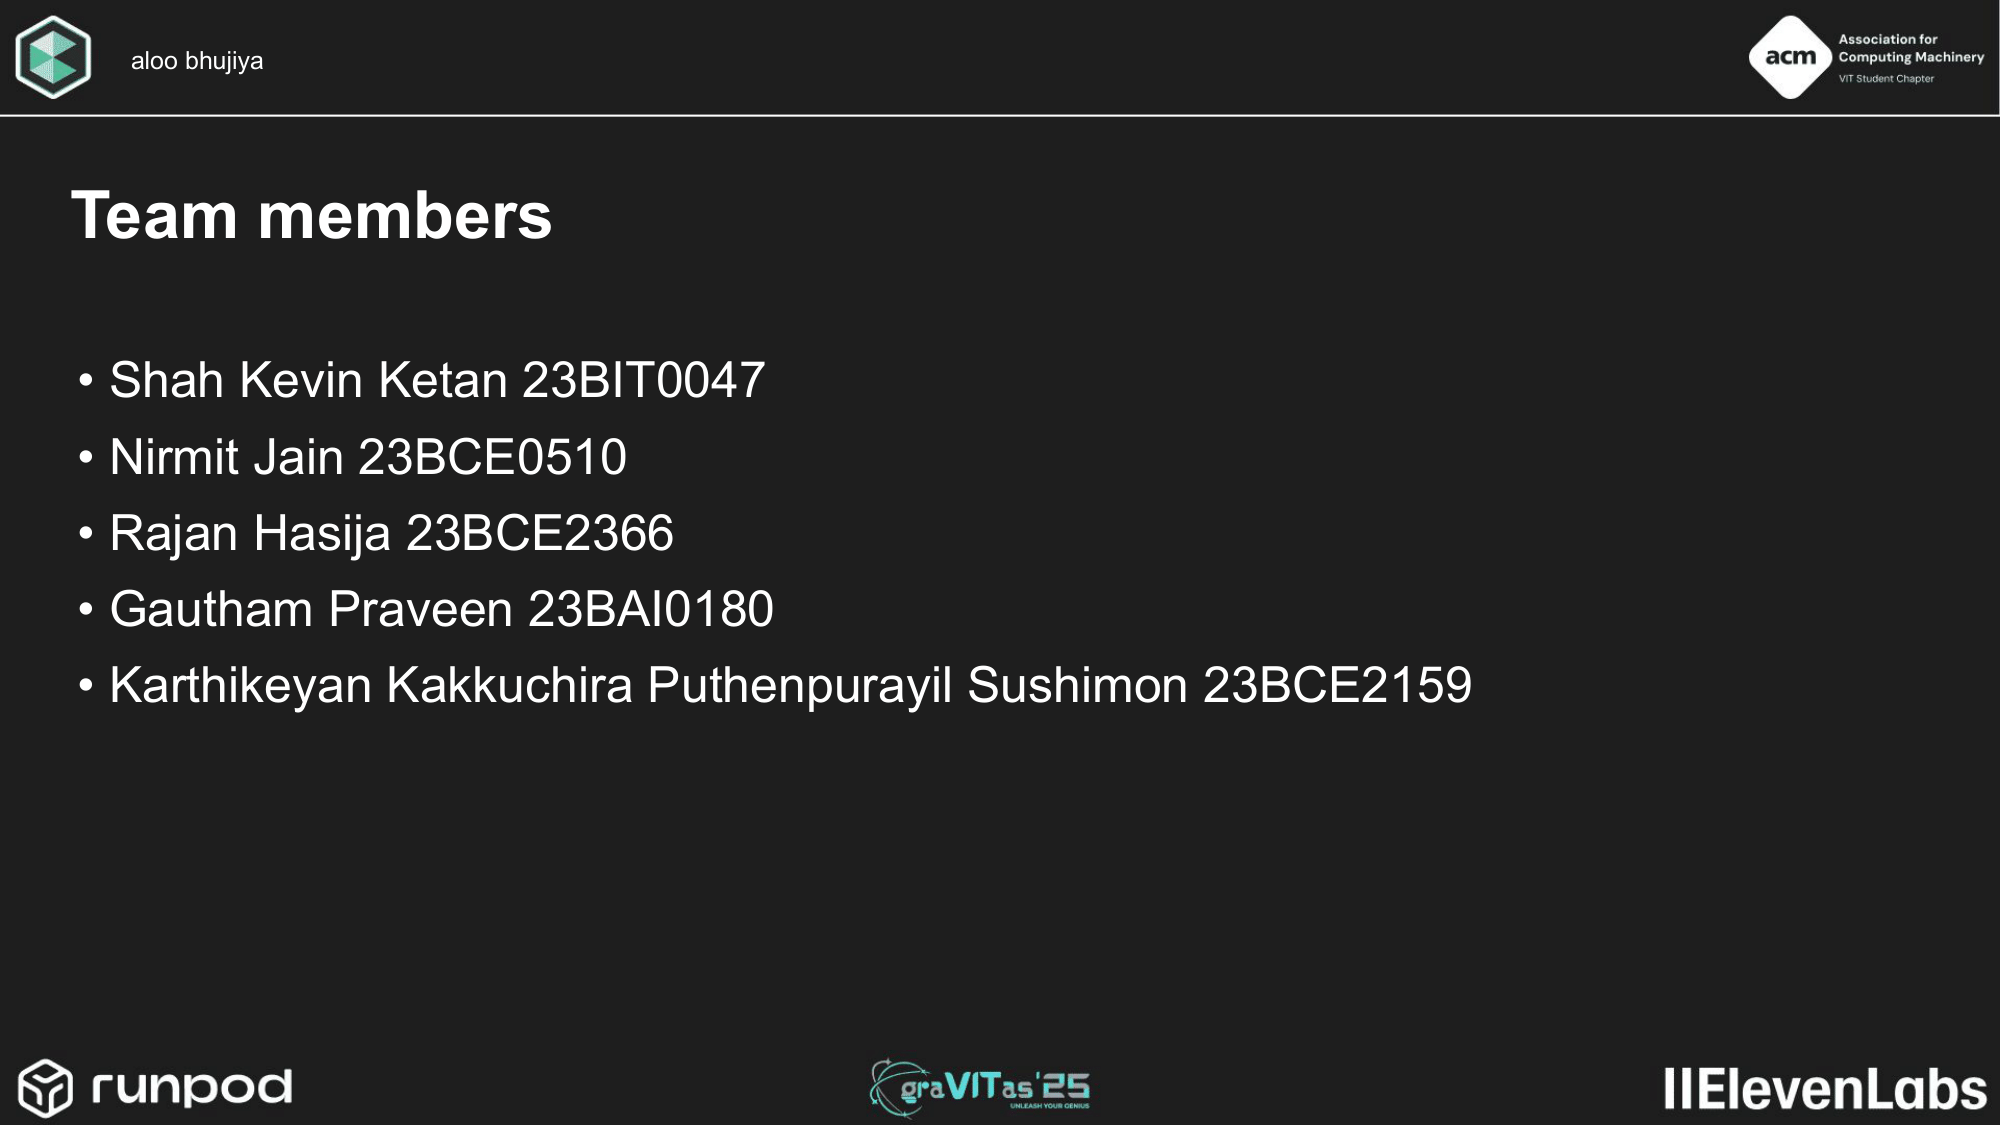 aloo bhujiya
acm
Association for
Computing Machinery
VIT Student Chapter
Team members
• Shah Kevin Ketan 23BIT0047
• Nirmit Jain 23BCE0510
• Rajan Hasija 23BCE2366
• Gautham Praveen 23BAI0180
• Karthikeyan Kakkuchira Puthenpurayil Sushimon 23BCE2159
runpod
graVITas'25
UNLEASH YOUR GENIUS
IIElevenLabs